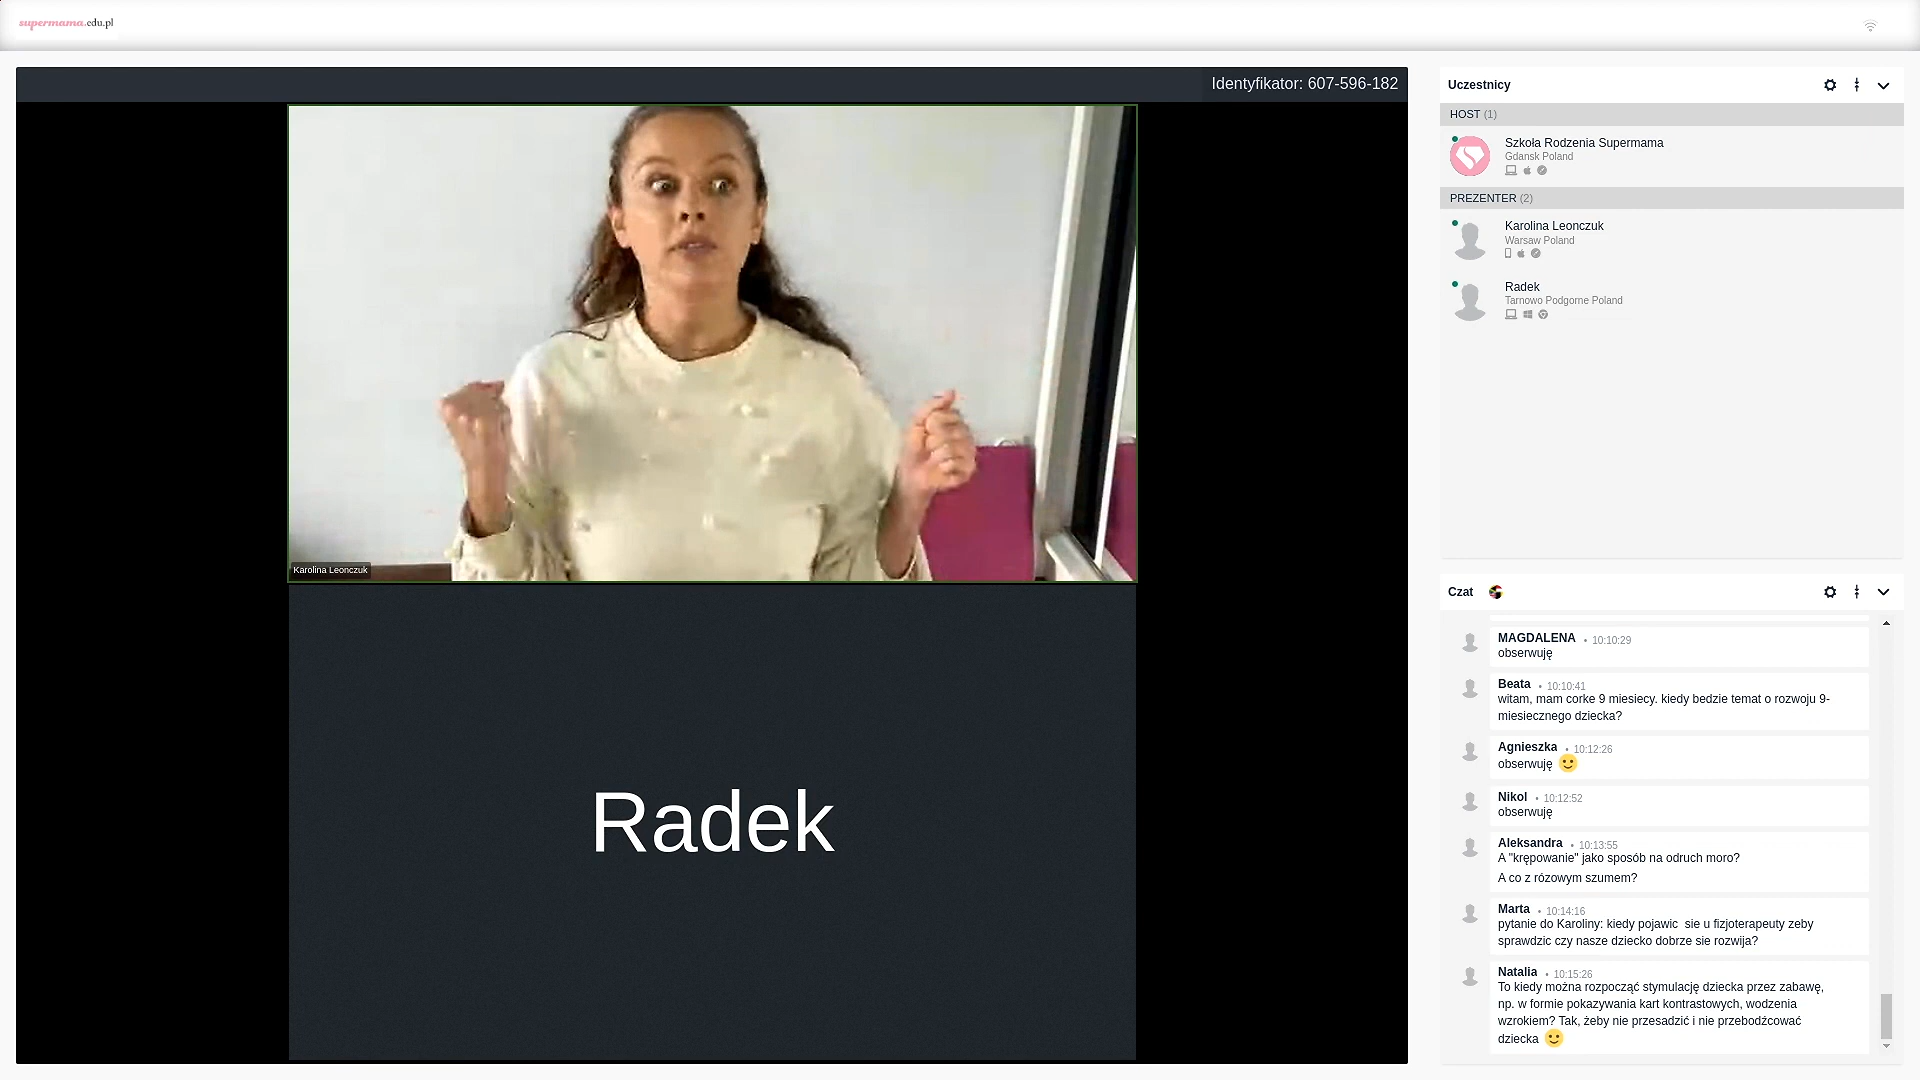 supermama.edu.pl
Identyfikator: 607-596-182
Karolina Leonczuk
Radek
Uczestnicy
HOST (1)
Szkoła Rodzenia Supermama
Gdansk Poland
PREZENTER (2)
Karolina Leonczuk
Warsaw Poland
Radek
Tarnowo Podgorne Poland
Czat
MAGDALENA • 10:10:29
obserwuję
Beata • 10:10:41
witam, mam corke 9 miesiecy. kiedy bedzie temat o rozwoju 9-
miesiecznego dziecka?
Agnieszka • 10:12:26
obserwuję 🙂
Nikol • 10:12:52
obserwuję
Aleksandra • 10:13:55
A "krępowanie" jako sposób na odruch moro?
A co z rózowym szumem?
Marta • 10:14:16
pytanie do Karoliny: kiedy pojawic  sie u fizjoterapeuty zeby
sprawdzic czy nasze dziecko dobrze sie rozwija?
Natalia • 10:15:26
To kiedy można rozpocząć stymulację dziecka przez zabawę,
np. w formie pokazywania kart kontrastowych, wodzenia
wzrokiem? Tak, żeby nie przesadzić i nie przebodźcować
dziecka 🙂